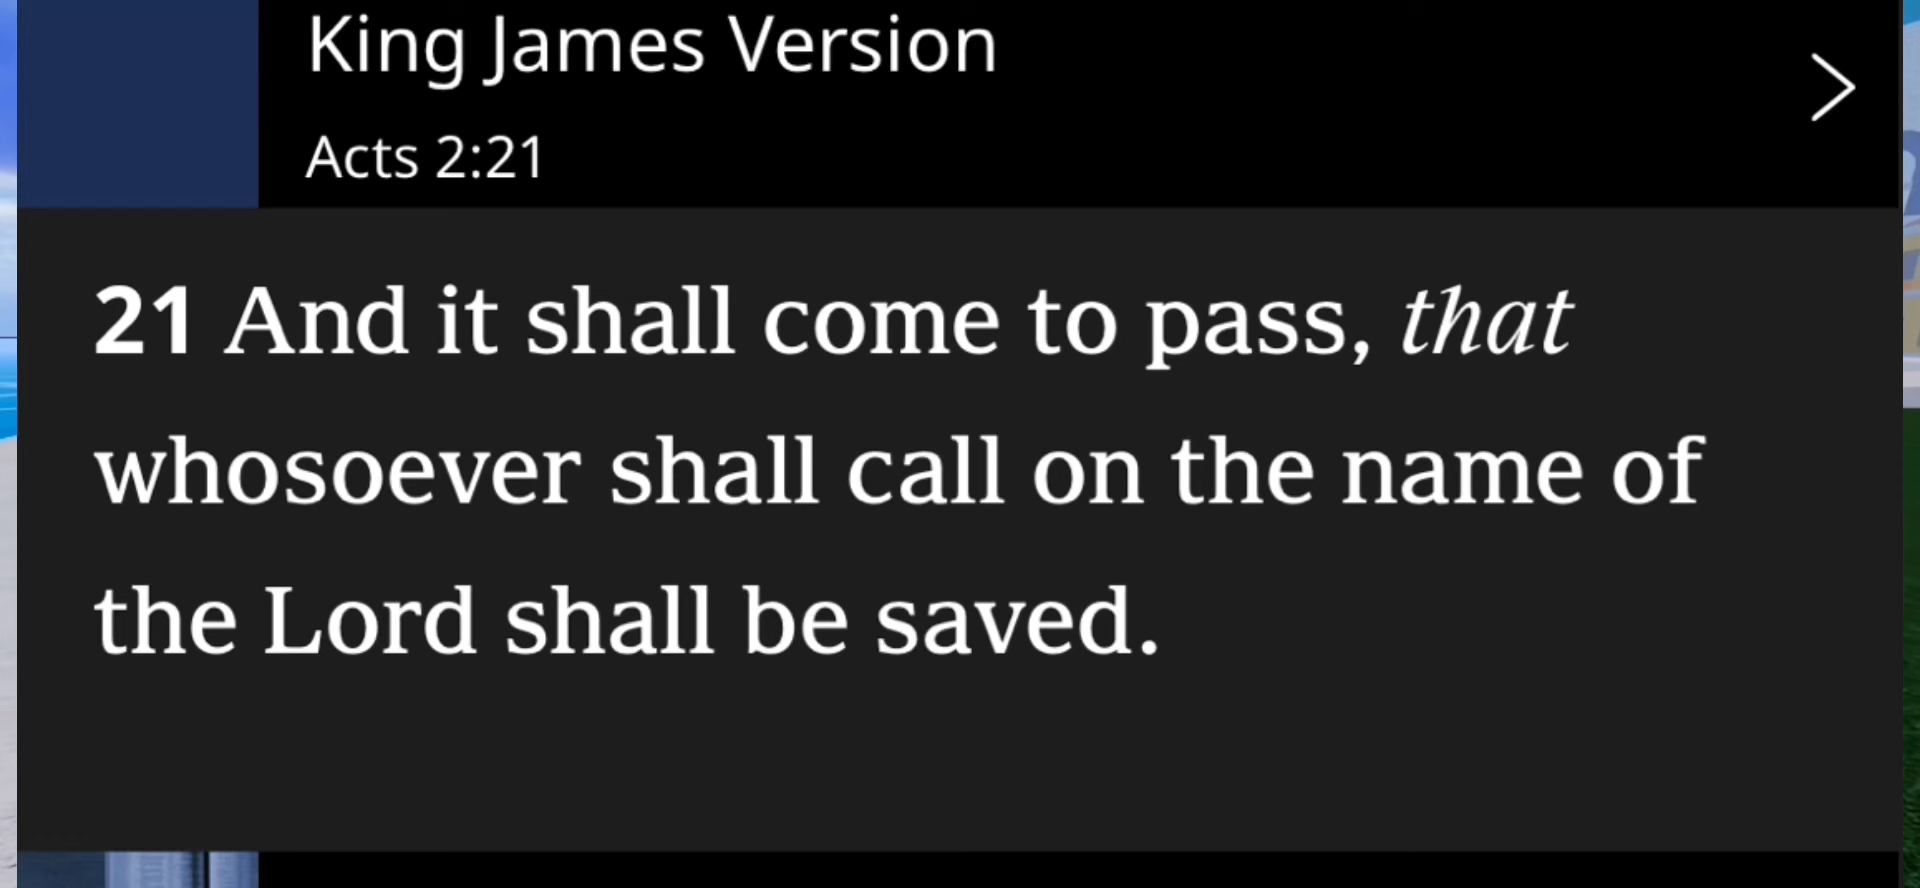 King James Version
Acts 2:21
21 And it shall come to pass, that
whosoever shall call on the name of
the Lord shall be saved.